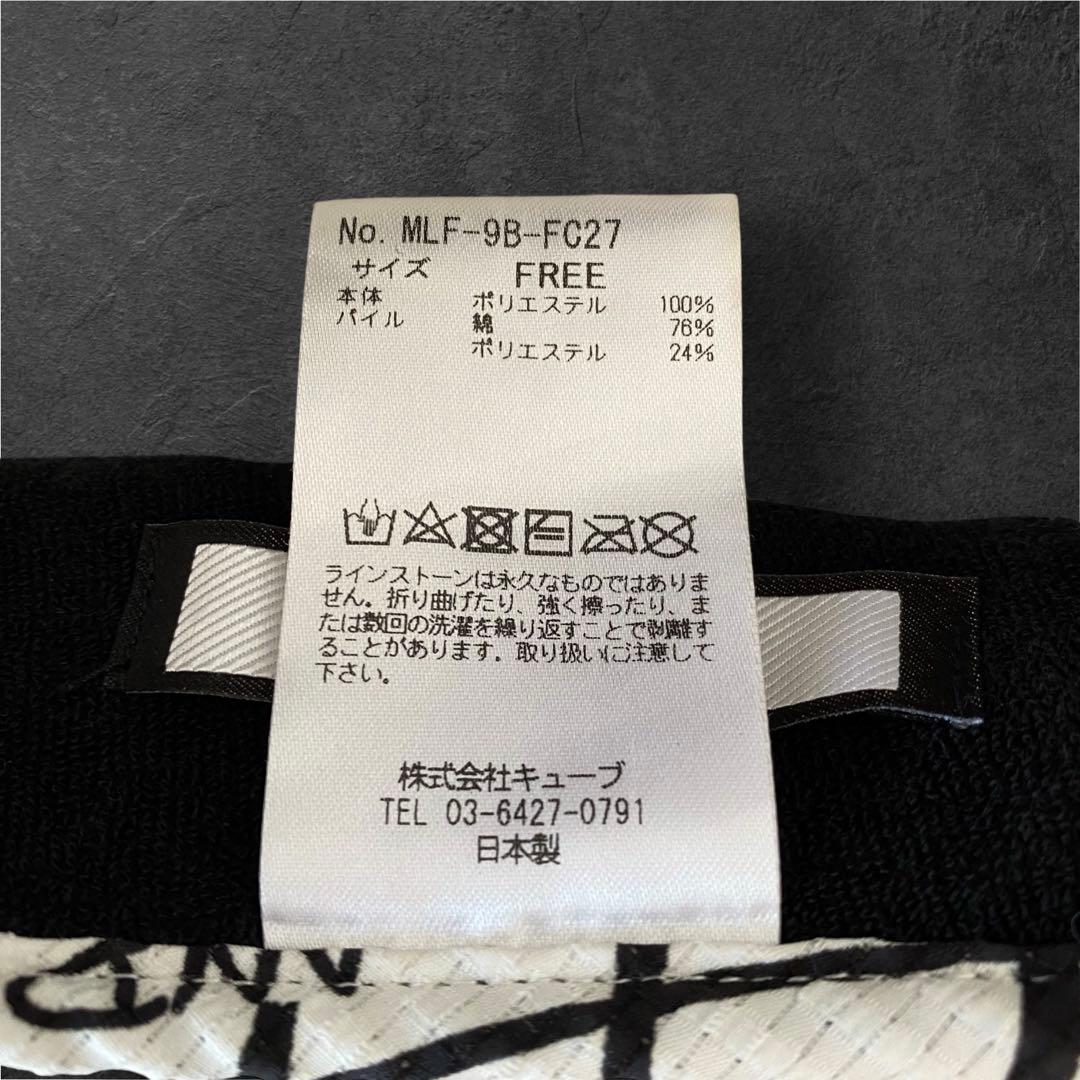 No. MLF-9B-FC27
サイズ FREE
本体 ポリエステル 100%
パイル 綿 76%
ポリエステル 24%
ラインストーンは永久なものではありま
せん。折り曲げたり、強く擦ったり、ま
たは数回の洗濯を繰り返すことで剥離す
ることがあります。取り扱いに注意して
下さい。
株式会社キューブ
TEL 03-6427-0791
日本製